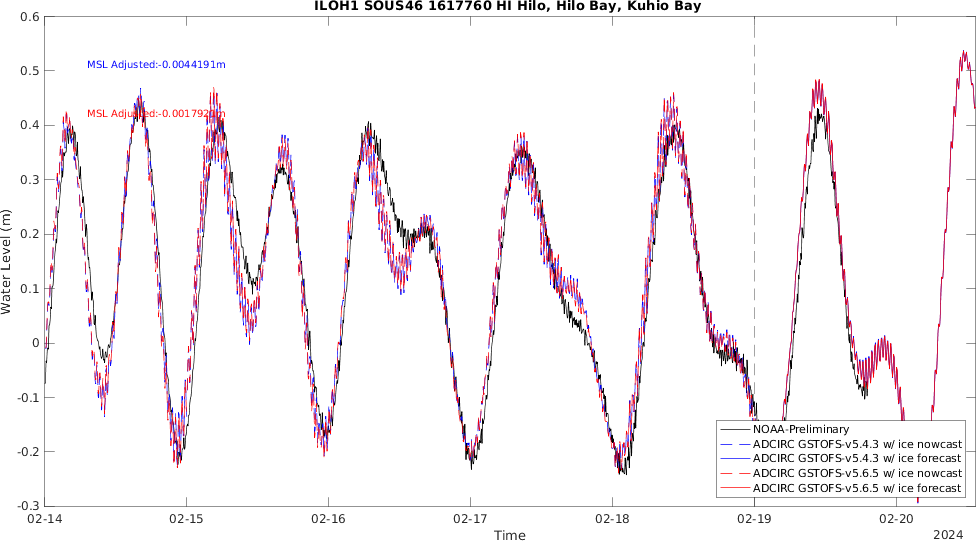 ILOH1 SOUS46 1617760 HI Hilo, Hilo Bay, Kuhio Bay
0.6
0.5
0.4
0.3
0.2
0.1
0
-0.1
-0.2
-0.3
Water Level (m)
MSL Adjusted:-0.0044191m
MSL Adjusted:
NOAA-Preliminary
ADCIRC GSTOFS-v5.4.3 w/ ice nowcast
ADCIRC GSTOFS-v5.4.3 w/ ice forecast
ADCIRC GSTOFS-v5.6.5 w/ ice nowcast
ADCIRC GSTOFS-v5.6.5 w/ ice forecast
02-14 02-15 02-16 02-17 02-18 02-19 02-20
Time
2024